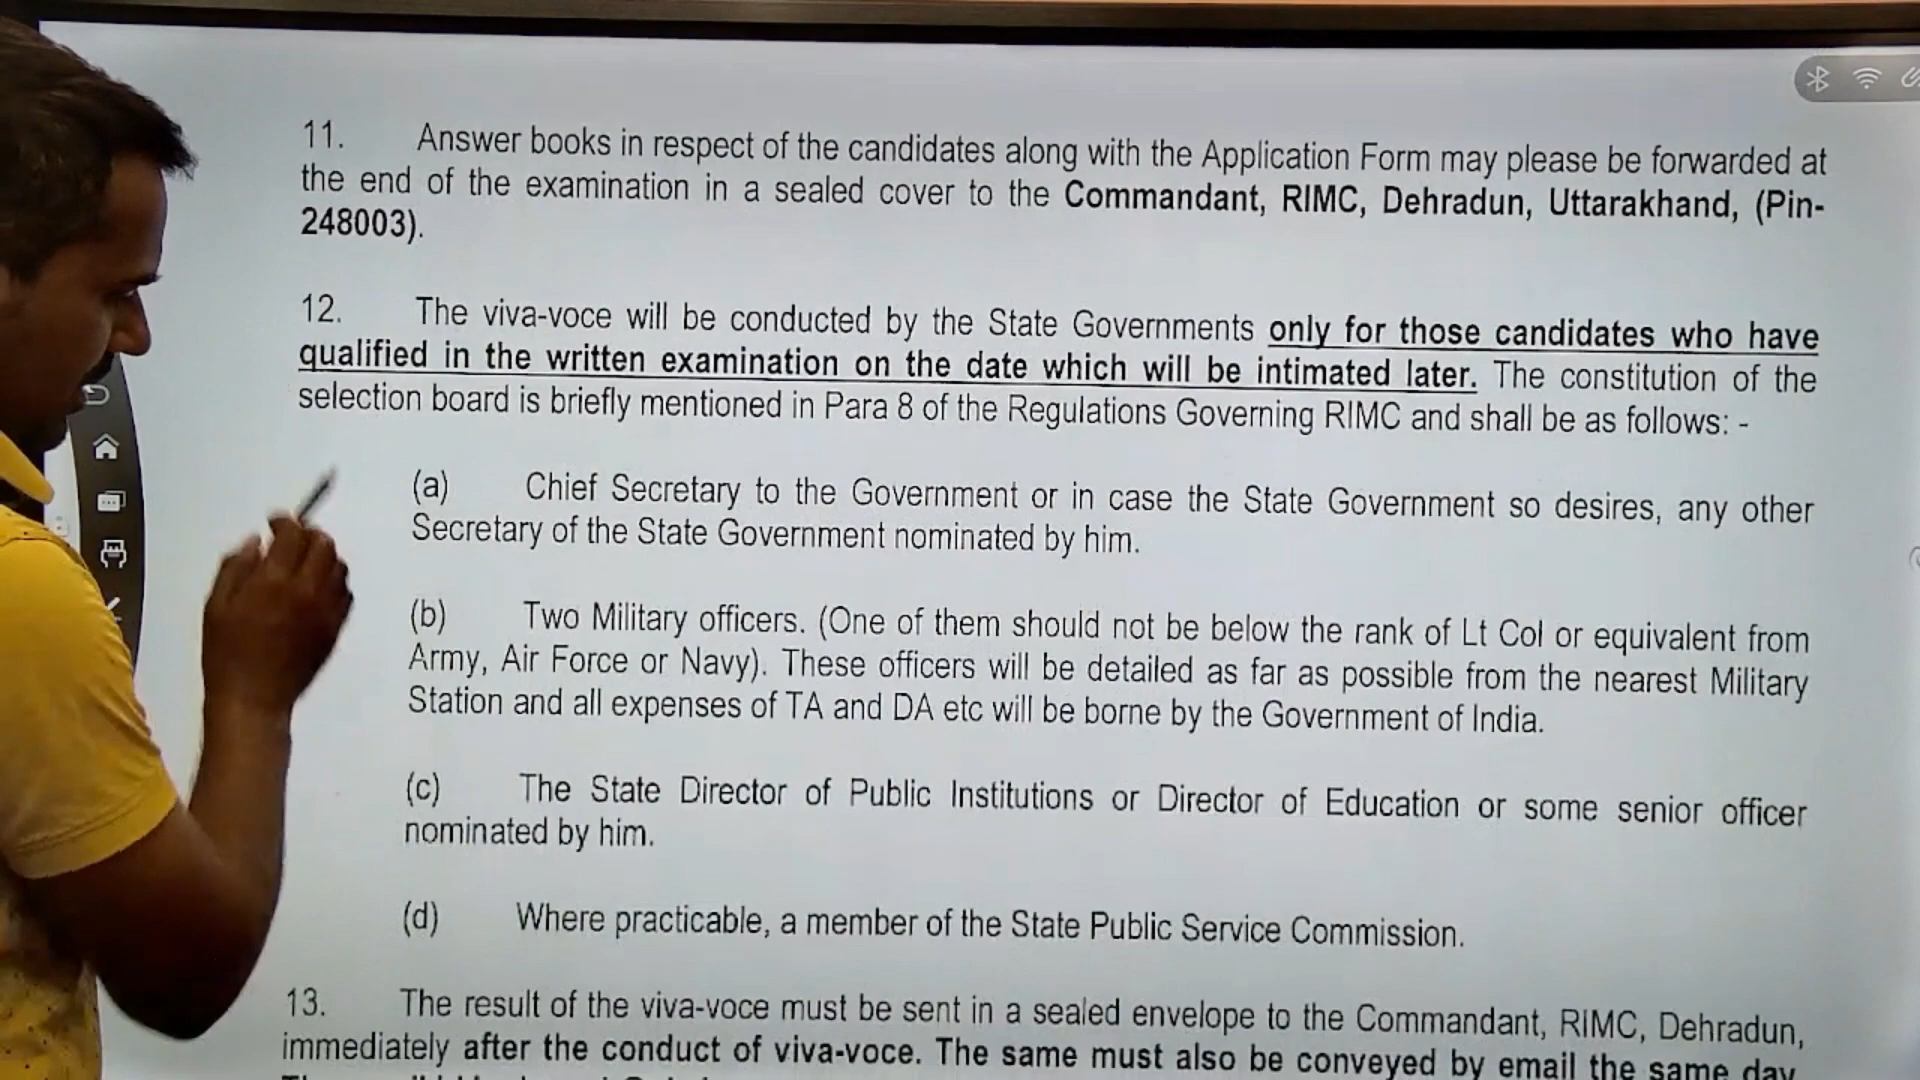 11. Answer books in respect of the candidates along with the Application Form may please be forwarded at
the end of the examination in a sealed cover to the Commandant, RIMC, Dehradun, Uttarakhand, (Pin-
248003).
12. The viva-voce will be conducted by the State Governments only for those candidates who have
qualified in the written examination on the date which will be intimated later. The constitution of the
selection board is briefly mentioned in Para 8 of the Regulations Governing RIMC and shall be as follows: -
(a) Chief Secretary to the Government or in case the State Government so desires, any other
Secretary of the State Government nominated by him.
(b) Two Military officers. (One of them should not be below the rank of Lt Col or equivalent from
Army, Air Force or Navy). These officers will be detailed as far as possible from the nearest Military
Station and all expenses of TA and DA etc will be borne by the Government of India.
(c) The State Director of Public Institutions or Director of Education or some senior officer
nominated by him.
(d) Where practicable, a member of the State Public Service Commission.
13. The result of the viva-voce must be sent in a sealed envelope to the Commandant, RIMC, Dehradun,
immediately after the conduct of viva-voce. The same must also be conveyed by email the same day